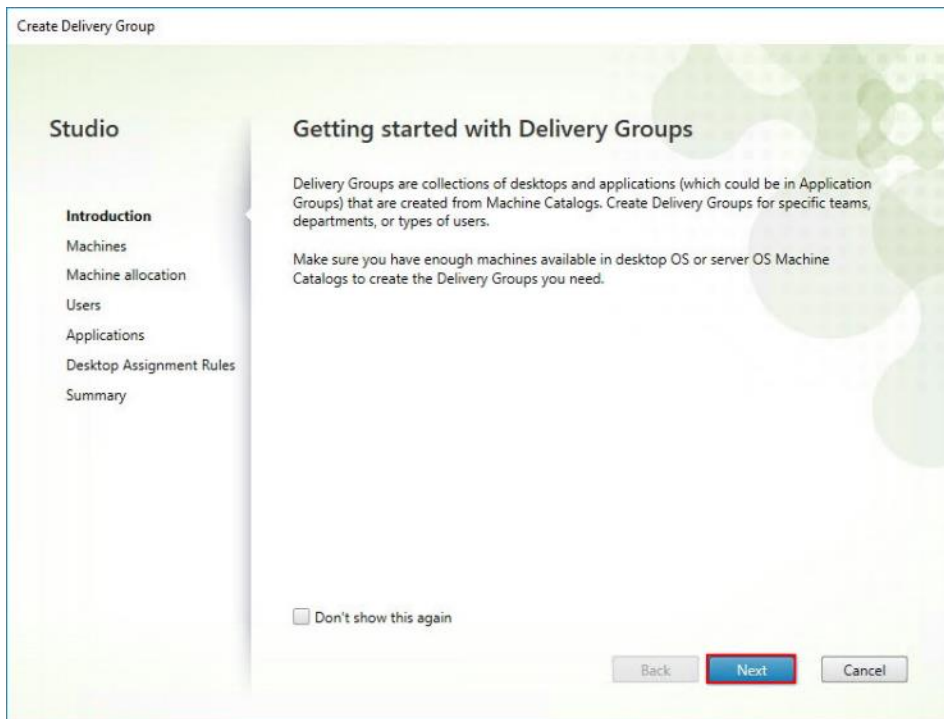 Create Delivery Group
Studio
Introduction
Machines
Machine allocation
Users
Applications
Desktop Assignment Rules
Summary
Getting started with Delivery Groups
Delivery Groups are collections of desktops and applications (which could be in Application
Groups) that are created from Machine Catalogs. Create Delivery Groups for specific teams,
departments, or types of users.
Make sure you have enough machines available in desktop OS or server OS Machine
Catalogs to create the Delivery Groups you need.
Don't show this again
Back
Next
Cancel